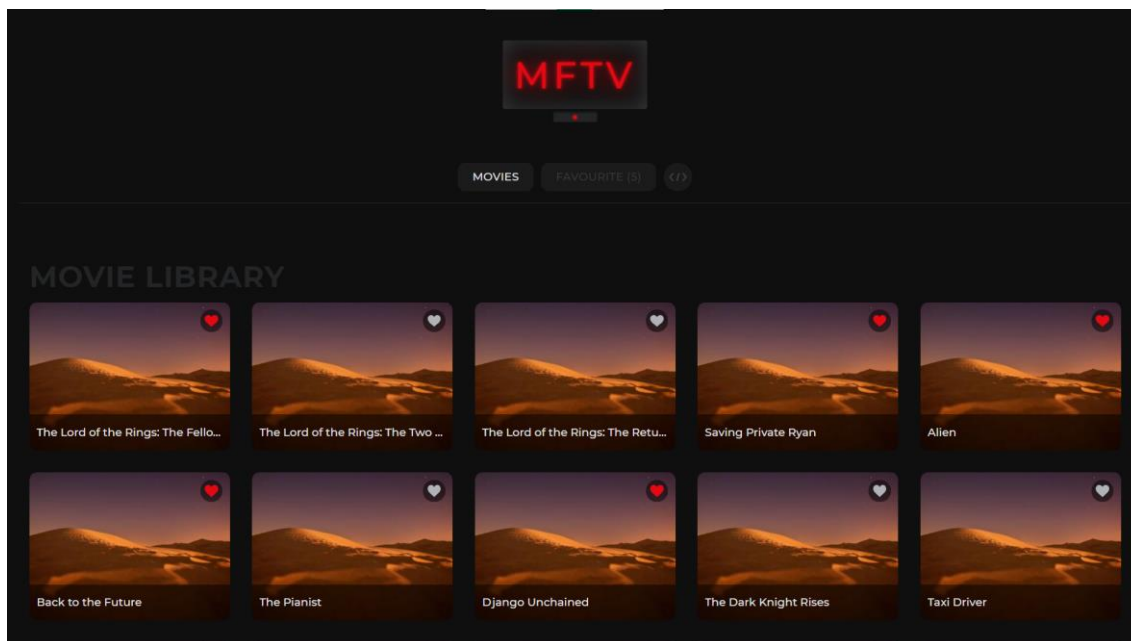 MFTV
MOVIES FAVOURITE (5) </>
MOVIE LIBRARY
The Lord of the Rings: The Fello... The Lord of the Rings: The Two ... The Lord of the Rings: The Retu... Saving Private Ryan Alien
Back to the Future The Pianist Django Unchained The Dark Knight Rises Taxi Driver